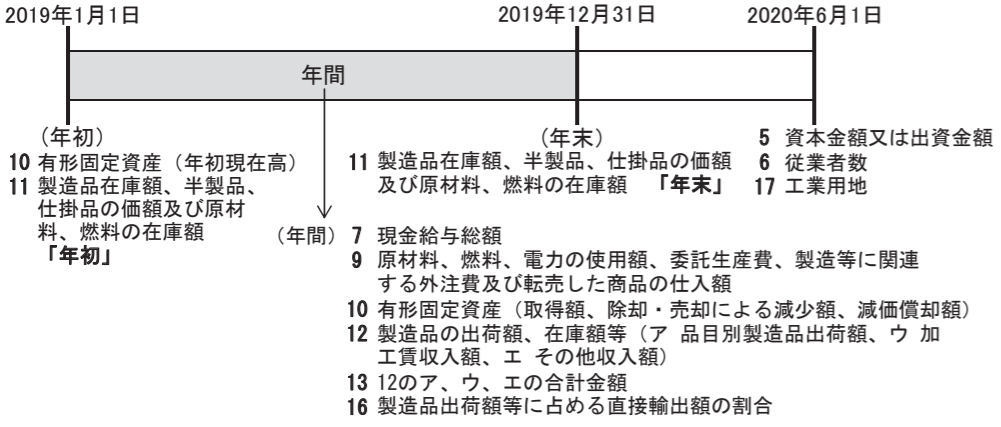 2019年1月1日
2019年12月31日
2020年6月1日
年間
（年初）
10 有形固定資産（年初現在高）
11 製造品在庫額、半製品、
仕掛品の価額及び原材
料、燃料の在庫額
「年初」
（年末）
11 製造品在庫額、半製品、仕掛品の価額
及び原材料、燃料の在庫額 「年末」
5 資本金額又は出資金額
6 従業者数
17 工業用地
（年間）7 現金給与総額
9 原材料、燃料、電力の使用額、委託生産費、製造等に関連
する外注費及び転売した商品の仕入額
10 有形固定資産（取得額、除却・売却による減少額、減価償却額）
12 製造品の出荷額、在庫額等（ア 品目別製造品出荷額、ウ 加
工賃収入額、エ その他収入額）
13 12のア、ウ、エの合計金額
16 製造品出荷額等に占める直接輸出額の割合